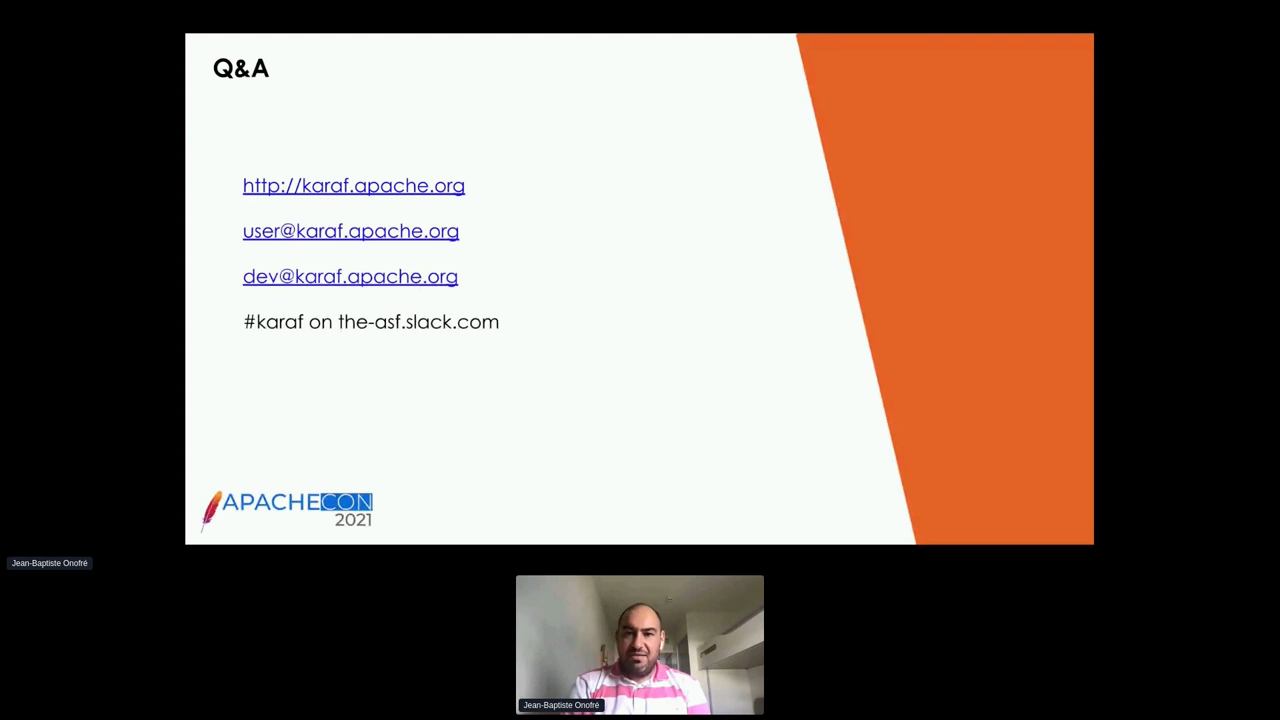 Q&A
http://karaf.apache.org
user@karaf.apache.org
dev@karaf.apache.org
#karaf on the-asf.slack.com
APACHECON
2021
Jean-Baptiste Onofré
Jean-Baptiste Onofré